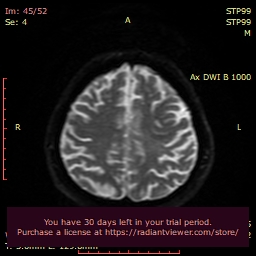 Im: 45/52
Se: 4
A
STP99
STP99
M
Ax DWI B 1000
R
L
You have 30 days left in your trial period.
Purchase a license at https://radiantviewer.com/store/